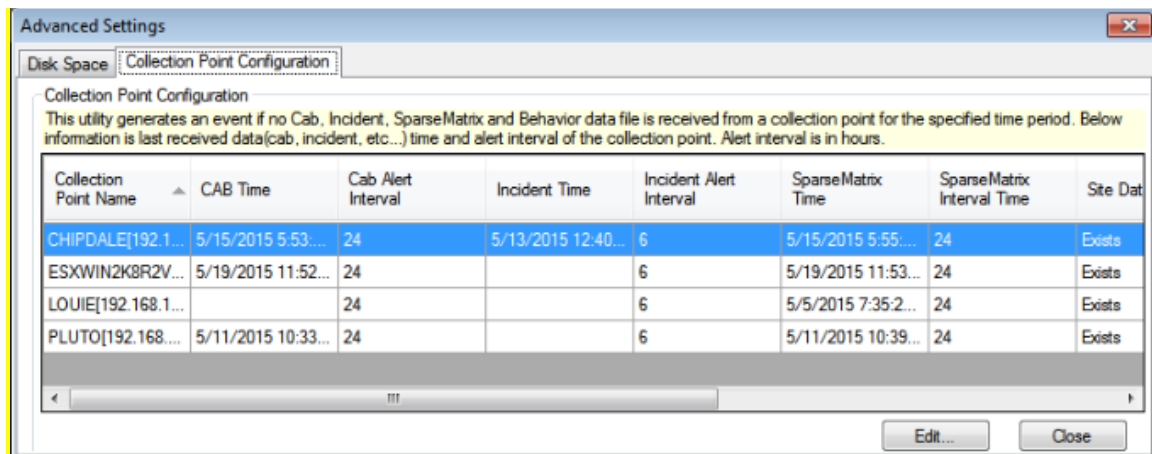 Advanced Settings
Disk Space Collection Point Configuration
Collection Point Configuration
This utility generates an event if no Cab, Incident, SparseMatrix and Behavior data file is received from a collection point for the specified time period. Below
information is last received data(cab, incident, etc...) time and alert interval of the collection point. Alert interval is in hours.
Collection Point Name CAB Time Cab Alert Interval Incident Time Incident Alert Interval SparseMatrix Time SparseMatrix Interval Time Site Dat
CHIPDALE[192.1... 5/15/2015 5:53:... 24 5/13/2015 12:40... 6 5/15/2015 5:55:... 24 Exists
ESXWIN2K8R2V... 5/19/2015 11:52... 24 6 5/19/2015 11:53... 24 Exists
LOUIE[192.168.1... 24 6 5/5/2015 7:35:2... 24 Exists
PLUTO[192.168.... 5/11/2015 10:33... 24 6 5/11/2015 10:39... 24 Exists
Edit... Close